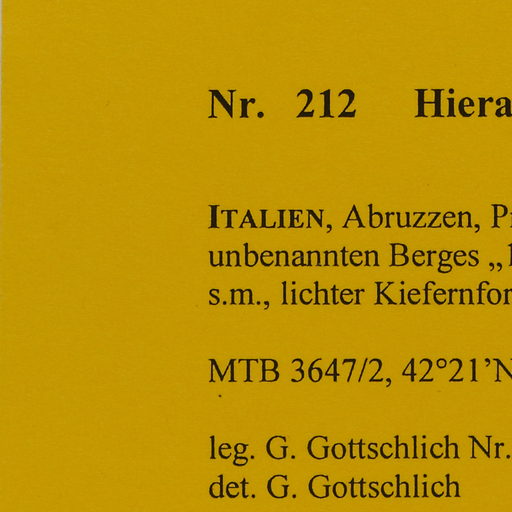 Nr. 212 Hiera
ITALIEN, Abruzzen, P
unbenannten Berges „1
s.m., lichter Kiefernfor
MTB 3647/2, 42°21’N
leg. G. Gottschlich Nr.
det. G. Gottschlich